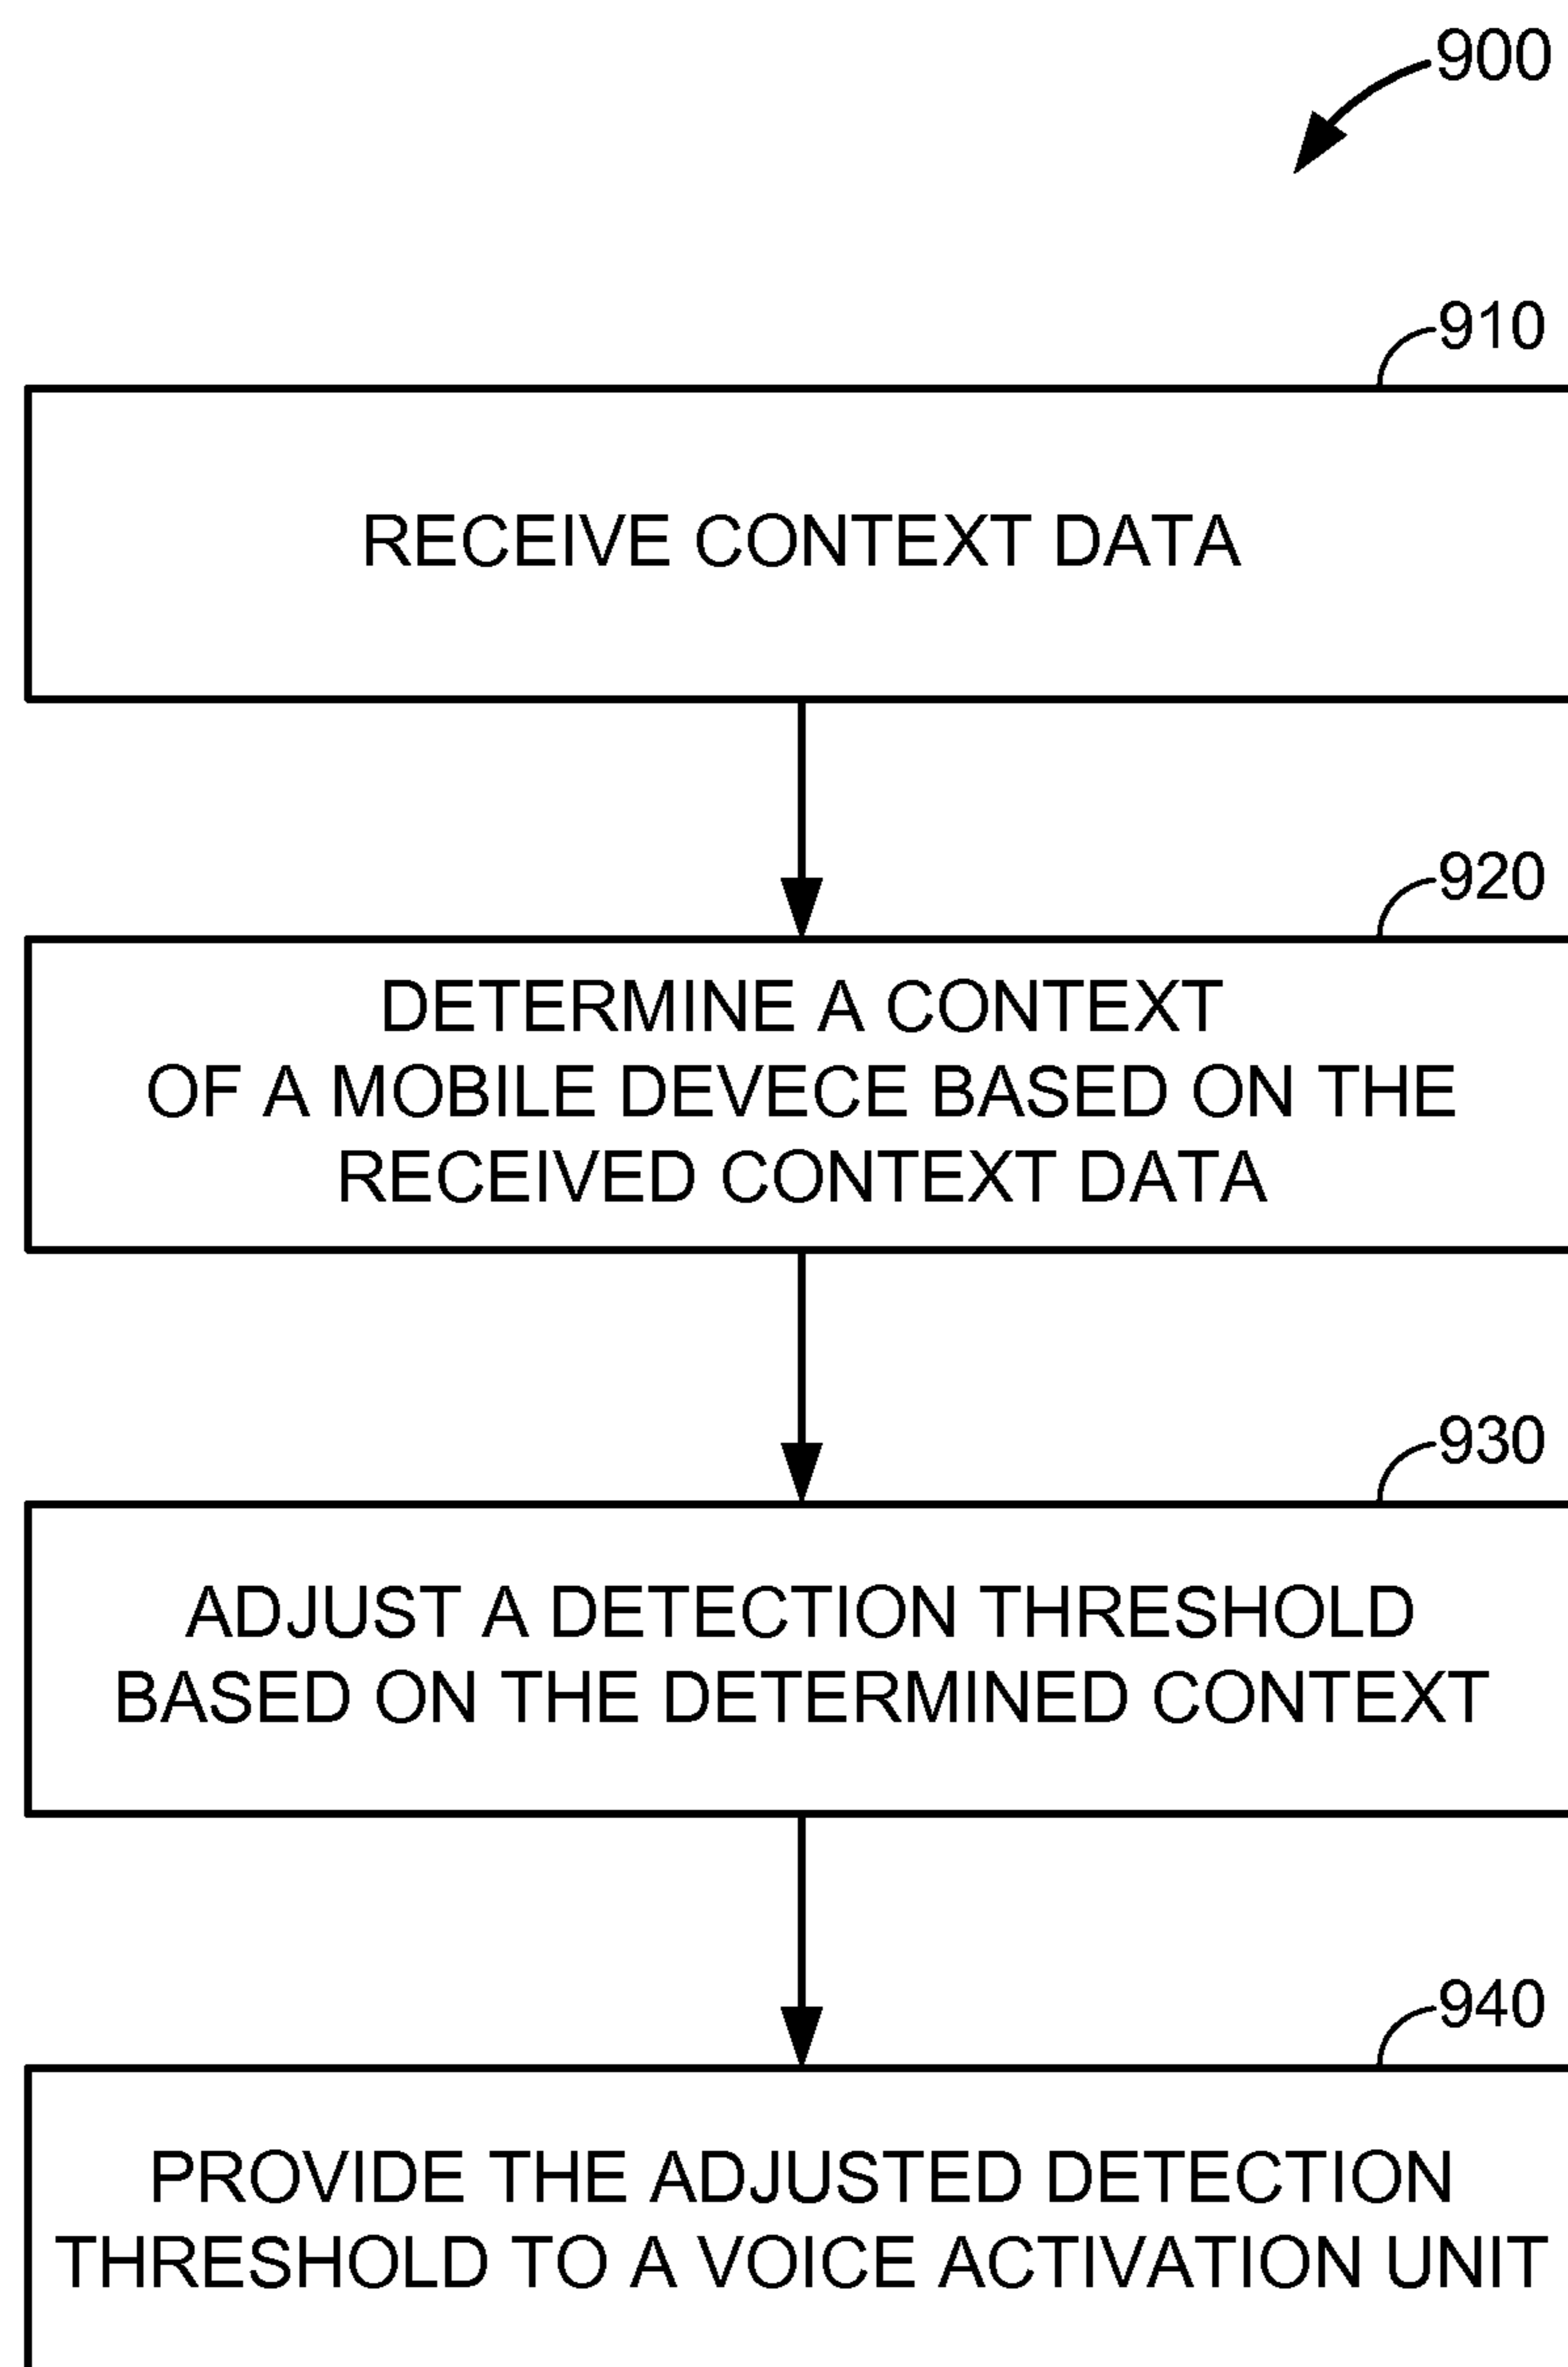 900
910
RECEIVE CONTEXT DATA
920
DETERMINE A CONTEXT
OF A MOBILE DEVECE BASED ON THE
RECEIVED CONTEXT DATA
930
ADJUST A DETECTION THRESHOLD
BASED ON THE DETERMINED CONTEXT
940
PROVIDE THE ADJUSTED DETECTION
THRESHOLD TO A VOICE ACTIVATION UNIT